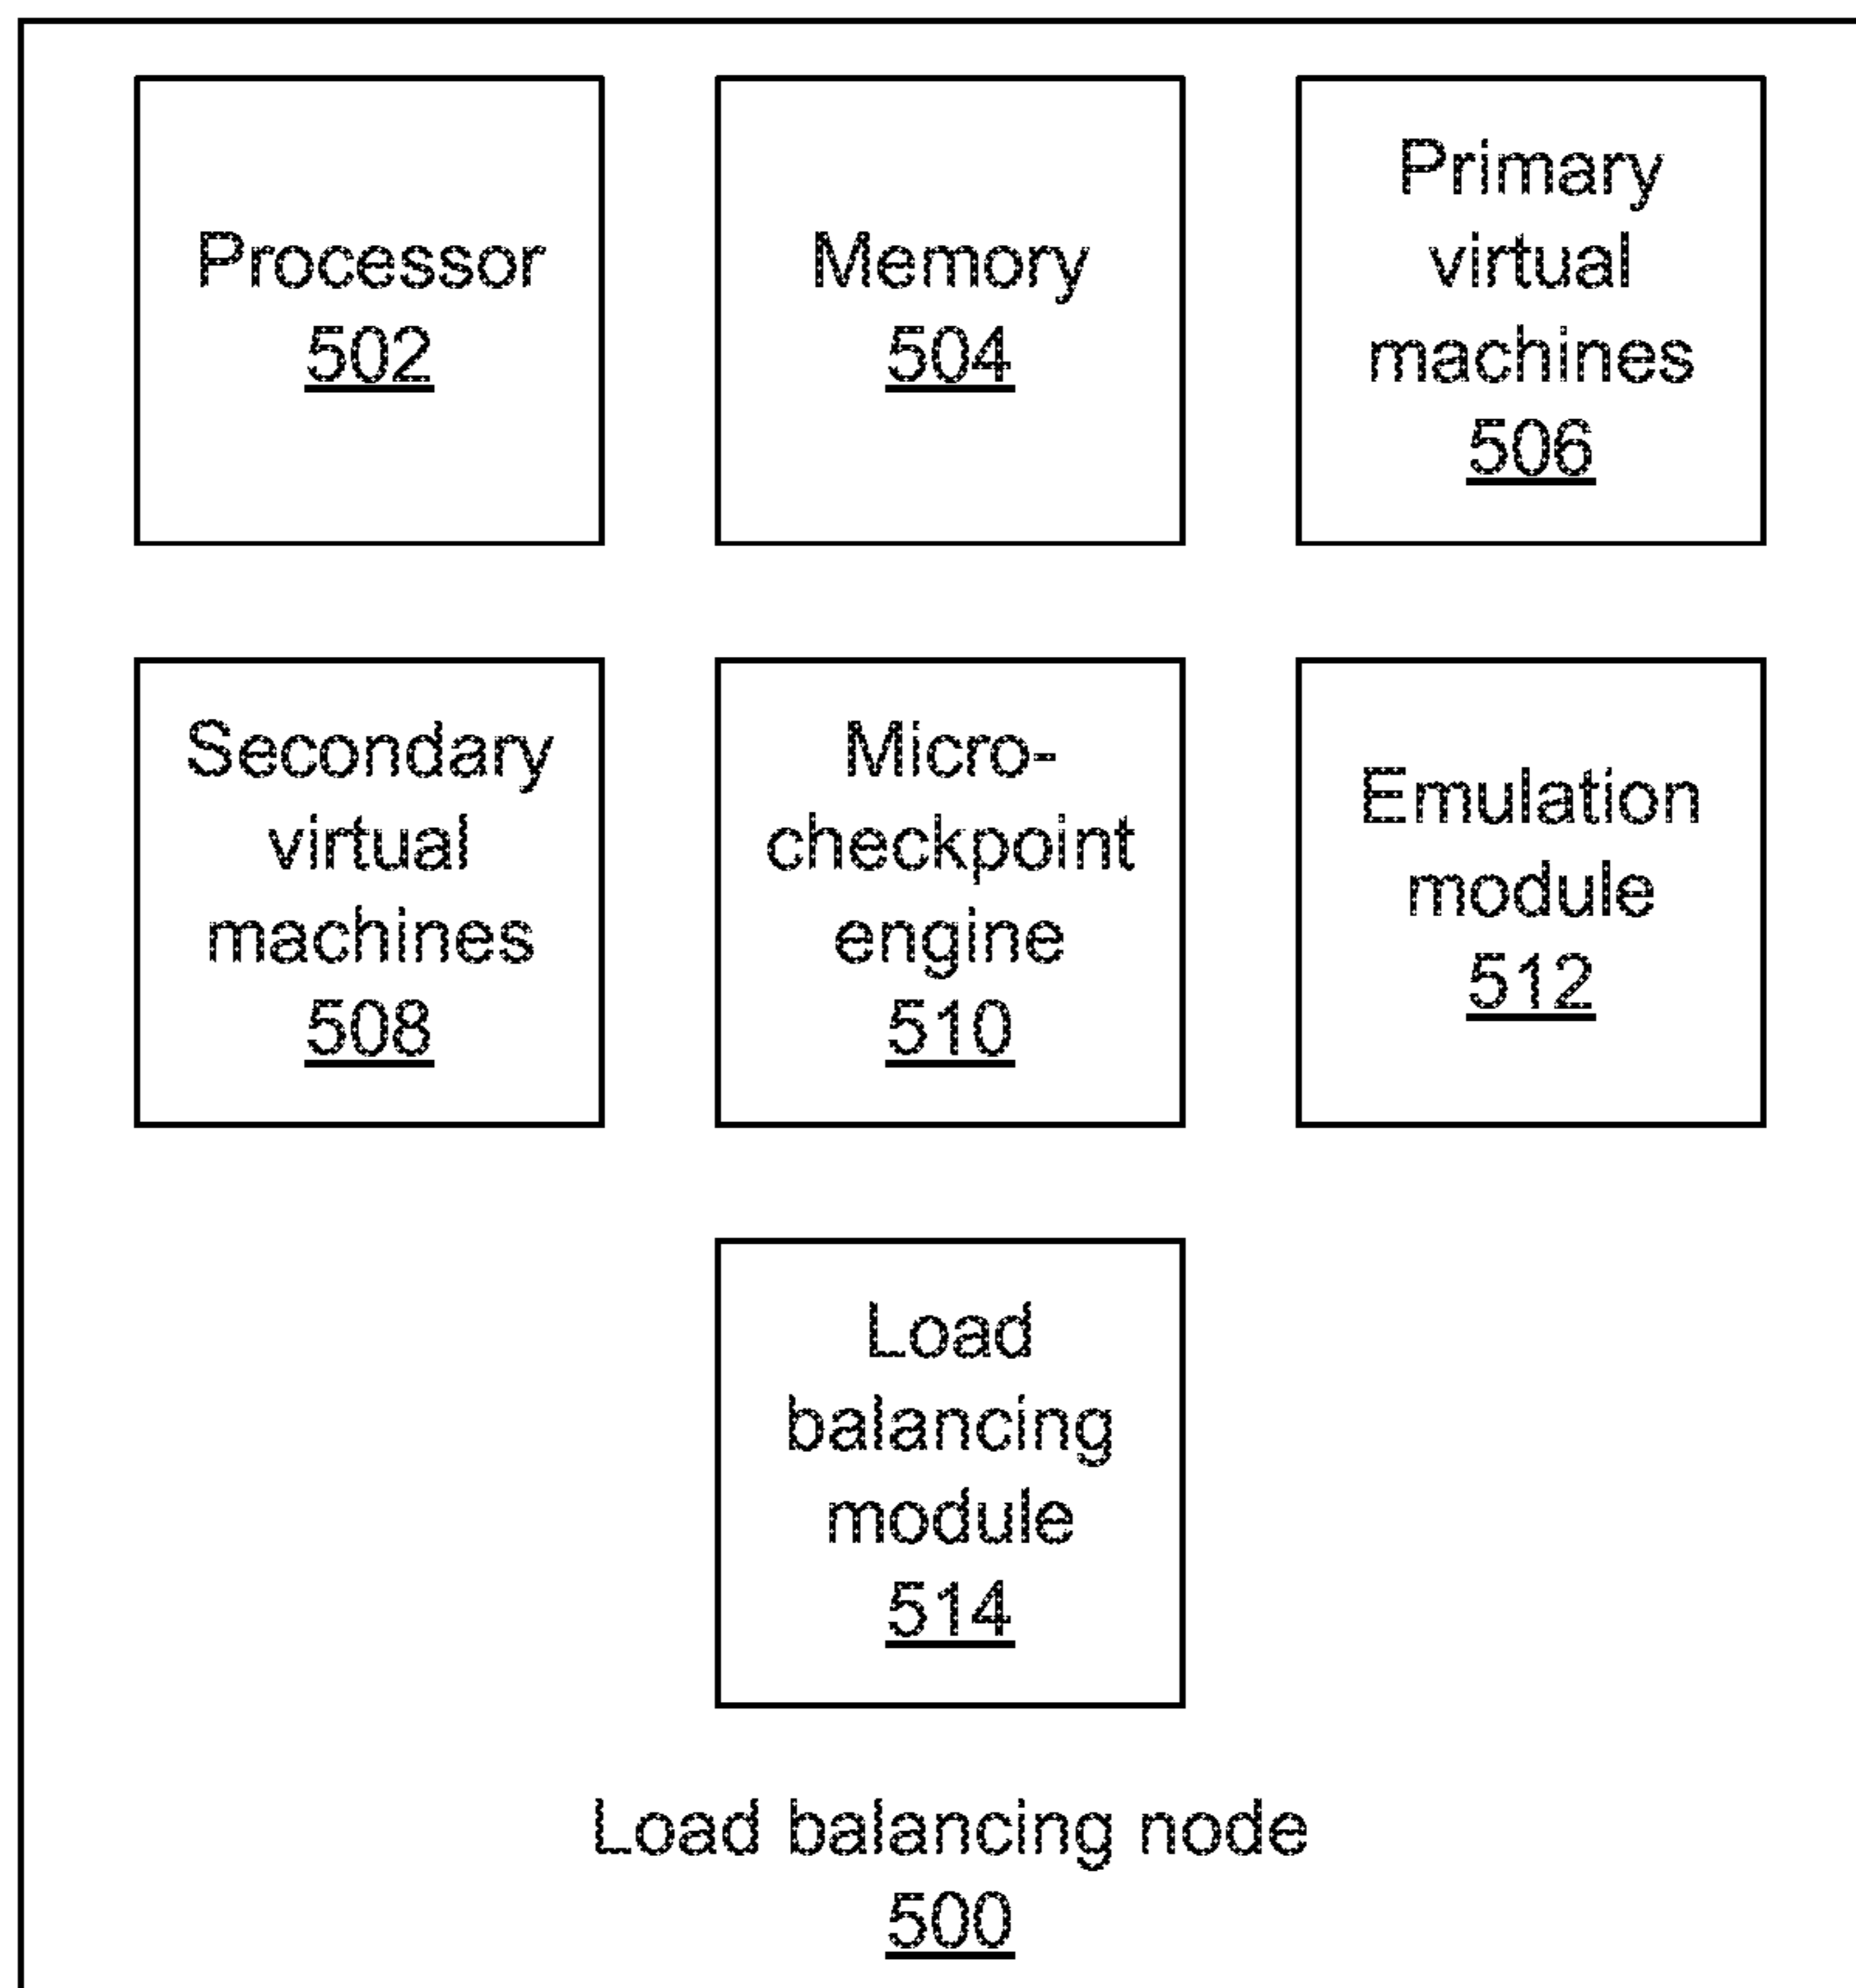 Processor
502
Memory
504
Primary
virtual
machines
506
Secondary
virtual
machines
508
Micro-
checkpoint
engine
510
Emulation
module
512
Load
balancing
module
514
Load balancing node
500